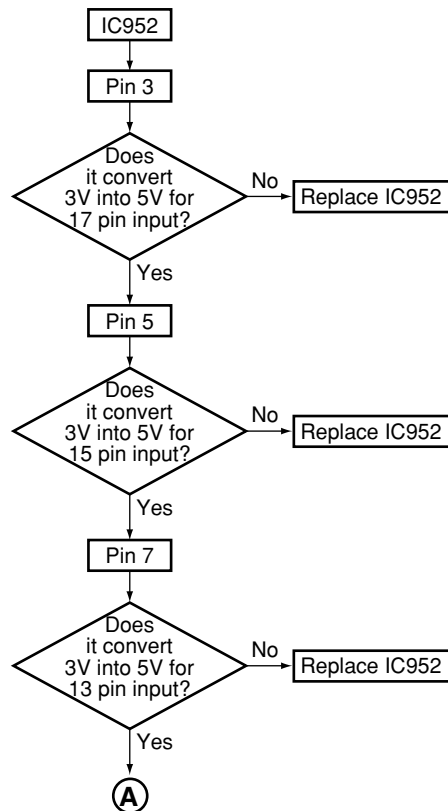 IC952
Pin 3
Does
it convert
3V into 5V for
17 pin input?
No
Replace IC952
Yes
Pin 5
Does
it convert
3V into 5V for
15 pin input?
No
Replace IC952
Yes
Pin 7
Does
it convert
3V into 5V for
13 pin input?
No
Replace IC952
Yes
A